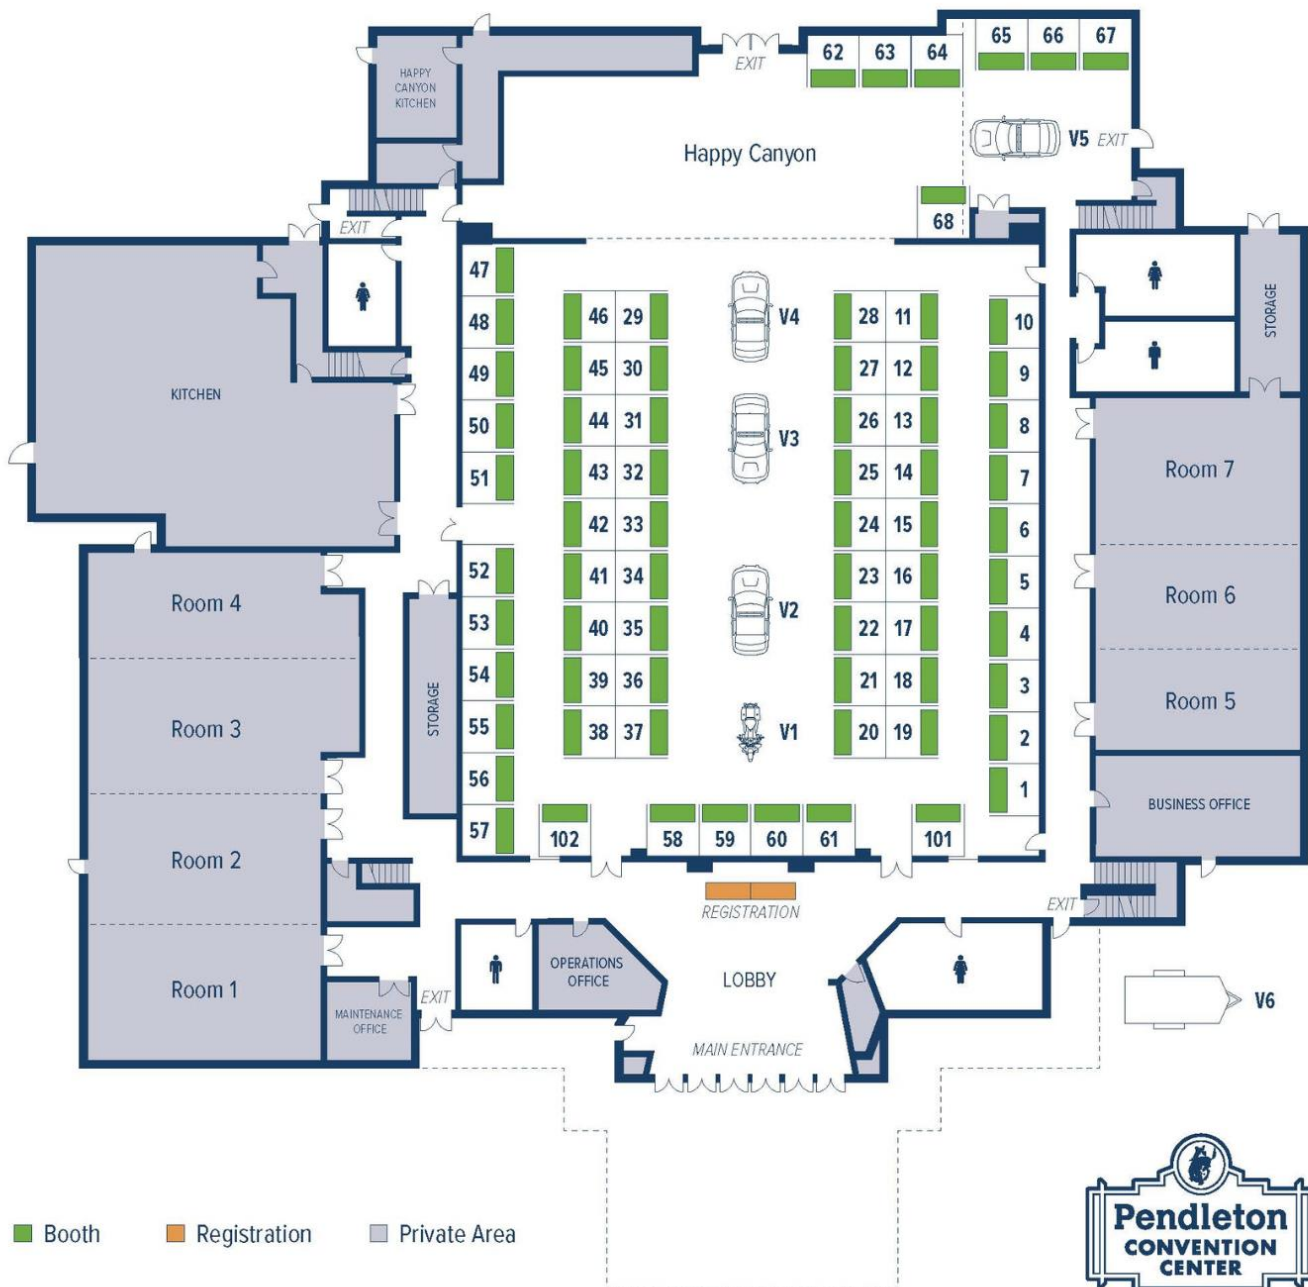 62 63 64 65 66 67
EXIT
HAPPY
CANYON
KITCHEN
Happy Canyon
V5 EXIT
68
EXIT
47
48
49
50
51
52
53
54
55
56
57
46 29
45 30
44 31
43 32
42 33
41 34
40 35
39 36
38 37
V4
V3
V2
V1
28 11
27 12
26 13
25 14
24 15
23 16
22 17
21 18
20 19
10
9
8
7
6
5
4
3
2
1
102 58 59 60 61 101
KITCHEN
STORAGE
Room 4
Room 3
Room 2
Room 1
STORAGE
Room 7
Room 6
Room 5
BUSINESS OFFICE
REGISTRATION
EXIT
OPERATIONS
OFFICE
LOBBY
EXIT
MAINTENANCE
OFFICE
MAIN ENTRANCE
V6
Booth Registration Private Area
Pendleton
CONVENTION
CENTER